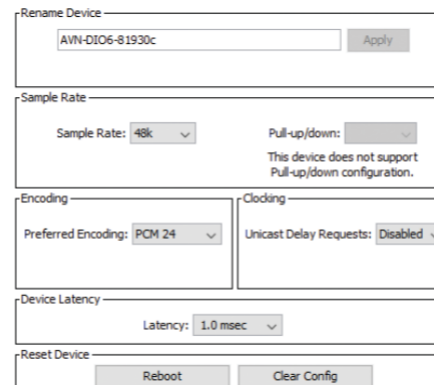 Rename Device
AVN-DIO6-81930c
Apply
Sample Rate
Sample Rate: 48k
Pull-up/down:
This device does not support
Pull-up/down configuration.
Encoding
Preferred Encoding: PCM 24
Clocking
Unicast Delay Requests: Disabled
Device Latency
Latency: 1.0 msec
Reset Device
Reboot
Clear Config